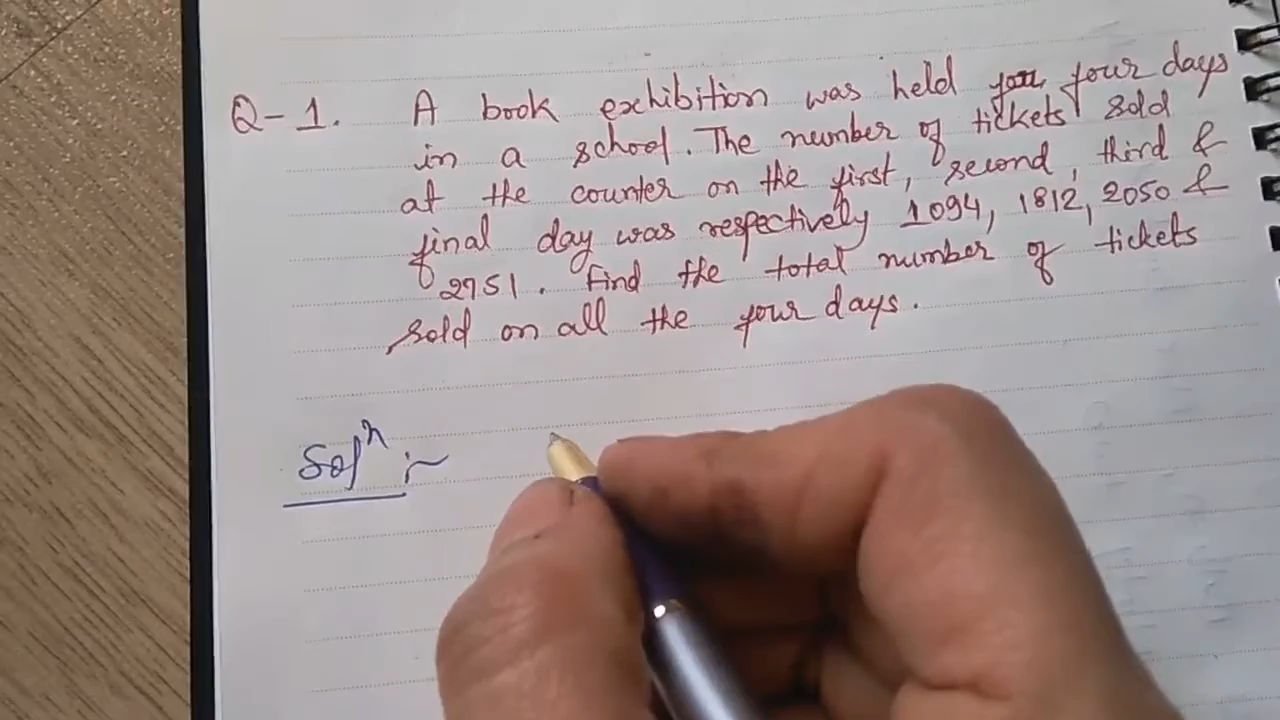 Q-1. A book exhibition was held four days
in a school. The number of tickets sold
at the counter on the first, second, third &
final day was respectively 1094, 1812, 2050 &
2751. Find the total number of tickets
sold on all the four days.
Solⁿ :-